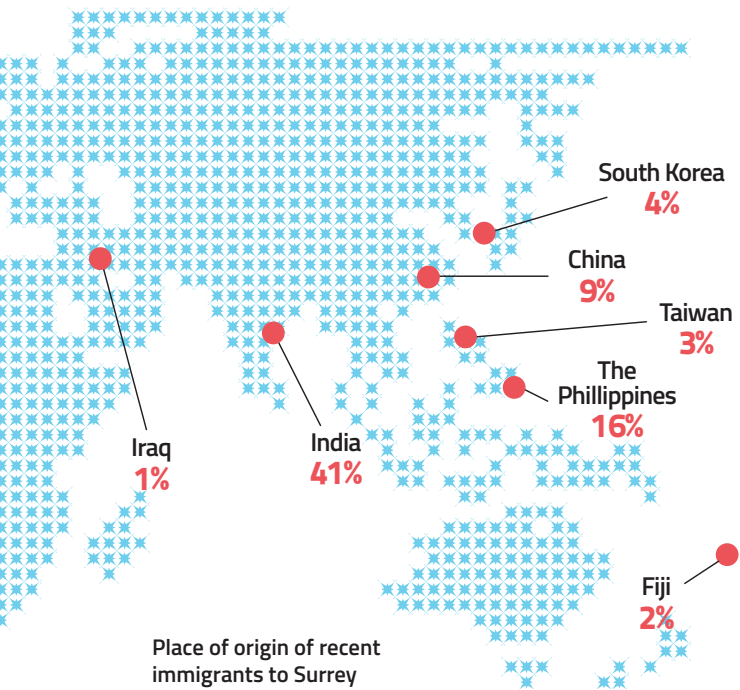 South Korea
4%
China
9%
Taiwan
3%
The
Phillippines
16%
Iraq
1%
India
41%
Fiji
2%
Place of origin of recent
immigrants to Surrey